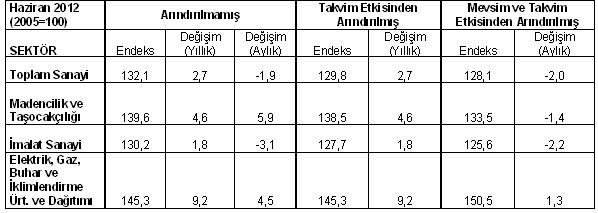 Haziran 2012 (2005=100) Arındırılmamış Takvim Etkisinden Arındırılmış Mevsim ve Takvim Etkisinden Arındırılmış
SEKTÖR Endeks Değişim (Yıllık) Değişim (Aylık) Endeks Değişim (Yıllık) Endeks Değişim (Aylık)
Toplam Sanayi 132,1 2,7 -1,9 129,8 2,7 128,1 -2,0
Madencilik ve Taşocakçılığı 139,6 4,6 5,9 138,5 4,6 133,5 -1,4
İmalat Sanayi 130,2 1,8 -3,1 127,7 1,8 125,6 -2,2
Elektrik, Gaz, Buhar ve İklimlendirme Ürt. ve Dağıtımı 145,3 9,2 4,5 145,3 9,2 150,5 1,3